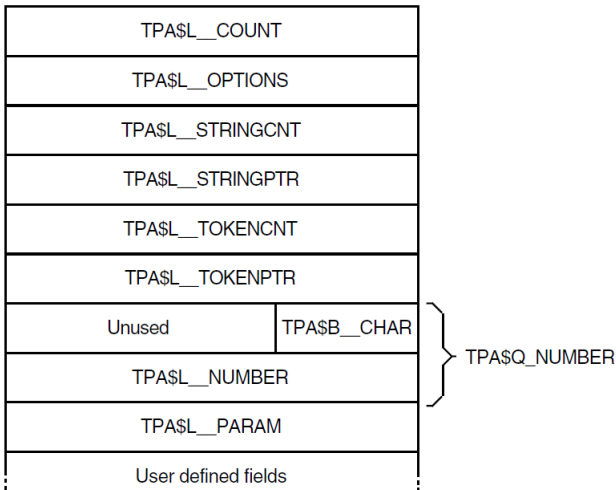 TPA$L__COUNT
TPA$L__OPTIONS
TPA$L__STRINGCNT
TPA$L__STRINGPTR
TPA$L__TOKENCNT
TPA$L__TOKENPTR
Unused TPA$B__CHAR
TPA$Q_NUMBER
TPA$L__NUMBER
TPA$L__PARAM
User defined fields